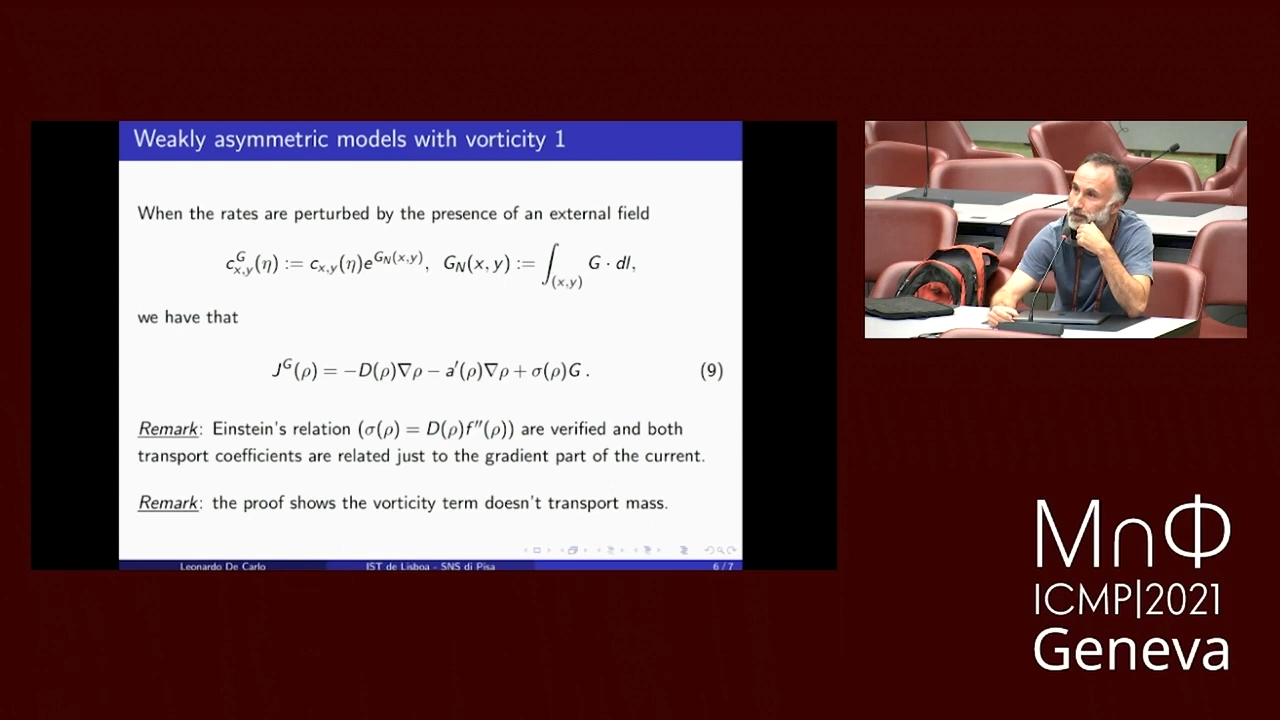 Weakly asymmetric models with vorticity 1
When the rates are perturbed by the presence of an external field
c^G_{x,y}(η) := c_{x,y}(η)e^{G_N(x,y)}, G_N(x,y) := ∫_{(x,y)} G · dl,
we have that
J^G(ρ) = −D(ρ)∇ρ − a′(ρ)∇ρ + σ(ρ)G . (9)
Remark: Einstein's relation (σ(ρ) = D(ρ)f″(ρ)) are verified and both
transport coefficients are related just to the gradient part of the current.
Remark: the proof shows the vorticity term doesn't transport mass.
Leonardo De Carlo IST de Lisboa - SNS di Pisa 6 / 7
M∩Φ
ICMP|2021
Geneva